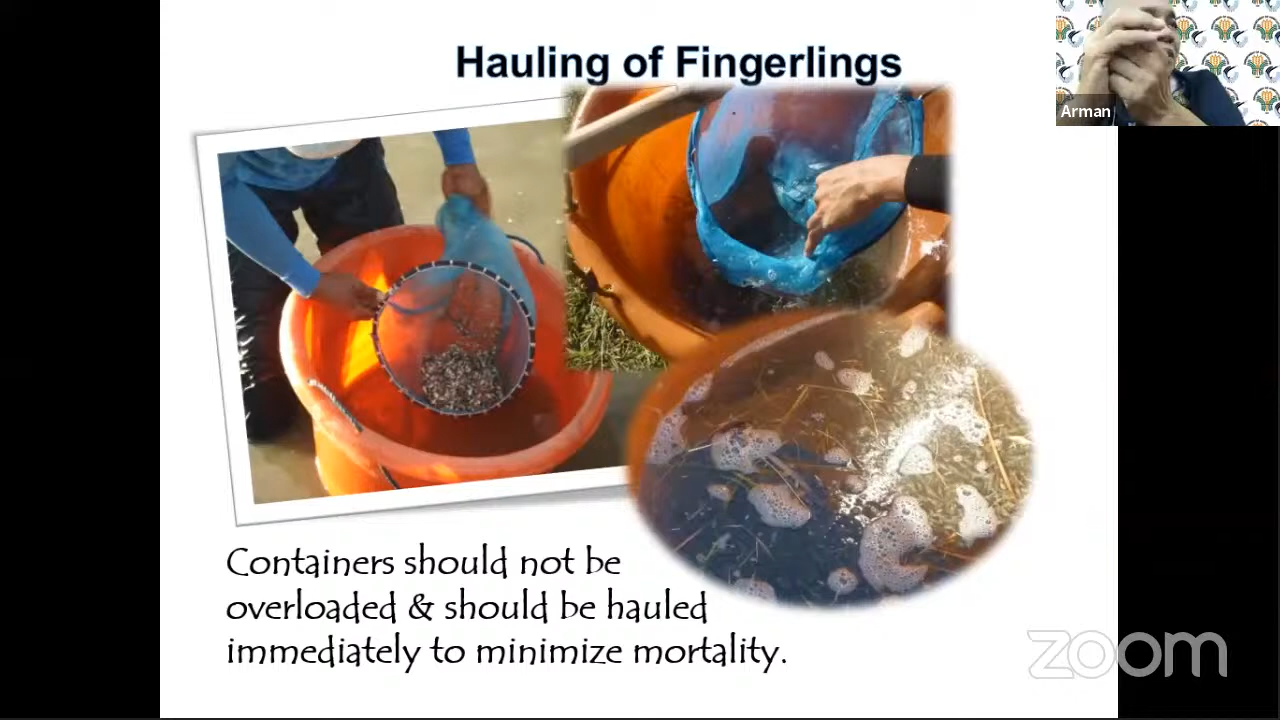 Hauling of Fingerlings
Arman
Containers should not be
overloaded & should be hauled
immediately to minimize mortality.
zoom